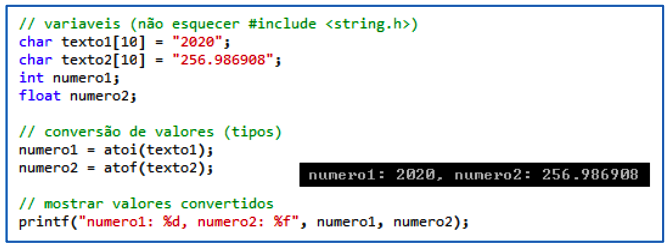 // variaveis (não esquecer #include <string.h>)
char texto1[10] = "2020";
char texto2[10] = "256.986908";
int numero1;
float numero2;
// conversão de valores (tipos)
numero1 = atoi(texto1);
numero2 = atof(texto2);
numero1: 2020, numero2: 256.986908
// mostrar valores convertidos
printf("numero1: %d, numero2: %f", numero1, numero2);